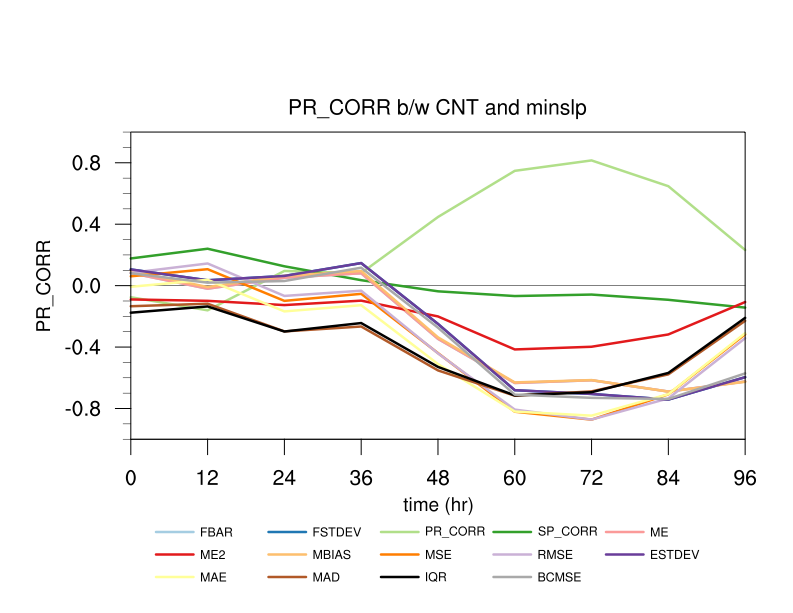 PR_CORR b/w CNT and minslp
PR_CORR
0.8
0.4
0.0
-0.4
-0.8
0 12 24 36 48 60 72 84 96
time (hr)
FBAR FSTDEV PR_CORR SP_CORR ME
ME2 MBIAS MSE RMSE ESTDEV
MAE MAD IQR BCMSE